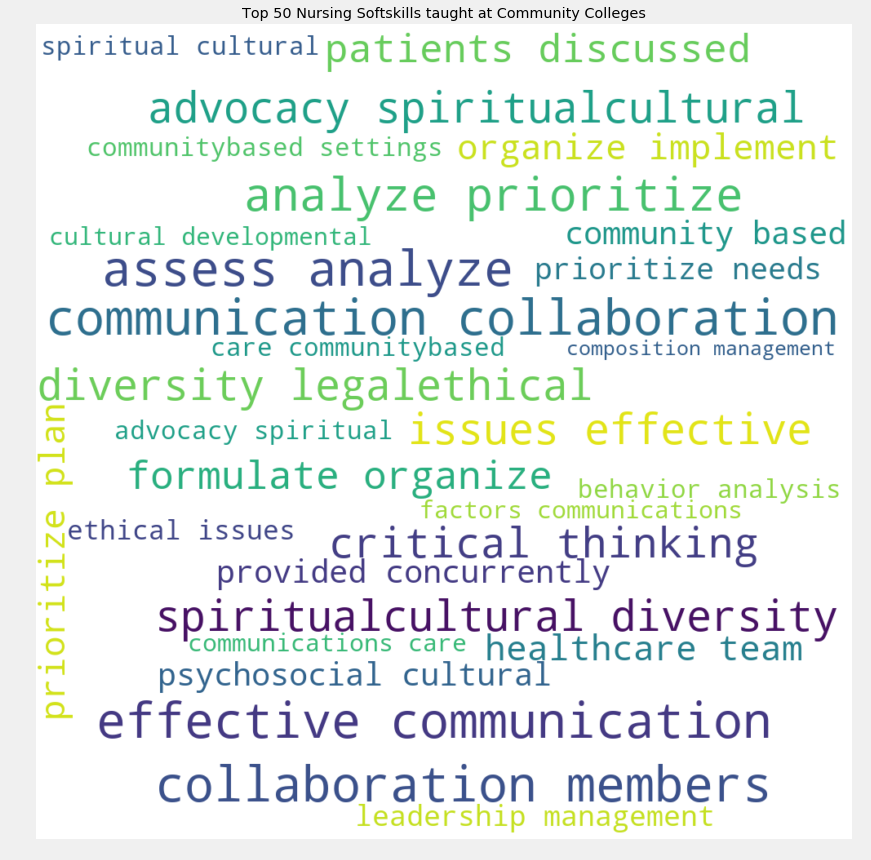 Top 50 Nursing Softskills taught at Community Colleges
spiritual cultural
patients discussed
advocacy spiritualcultural
communitybased settings
organize implement
analyze prioritize
cultural developmental
community based
assess analyze
prioritize needs
communication collaboration
care communitybased
composition management
diversity legalethical
prioritize plan
advocacy spiritual
issues effective
formulate organize
behavior analysis
factors communications
ethical issues
critical thinking
provided concurrently
spiritualcultural diversity
communications care
healthcare team
psychosocial cultural
effective communication
collaboration members
leadership management